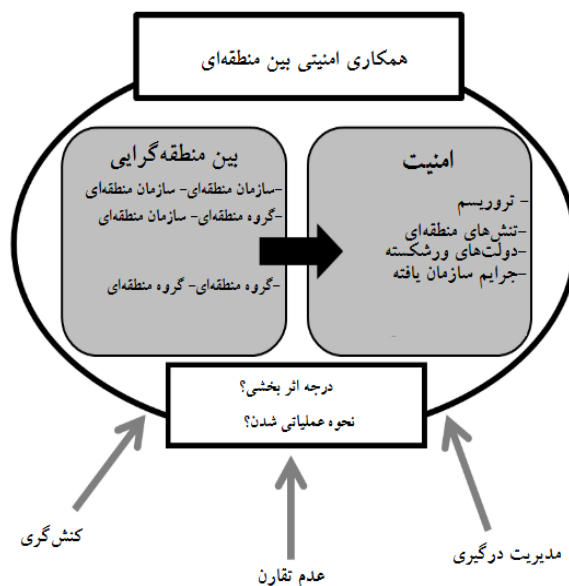 همکاری امنیتی بین منطقه‌ای
امنیت
- تروریسم
-تنش‌های منطقه‌ای
-دولت‌های ورشکسته
-جرایم سازمان یافته
بین منطقه‌گرایی
-سازمان منطقه‌ای- سازمان منطقه‌ای
-گروه منطقه‌ای- سازمان منطقه‌ای
-گروه منطقه‌ای- گروه منطقه‌ای
درجه اثر بخشی؟
نحوه عملیاتی شدن؟
مدیریت درگیری
عدم تقارن
کنش‌گری